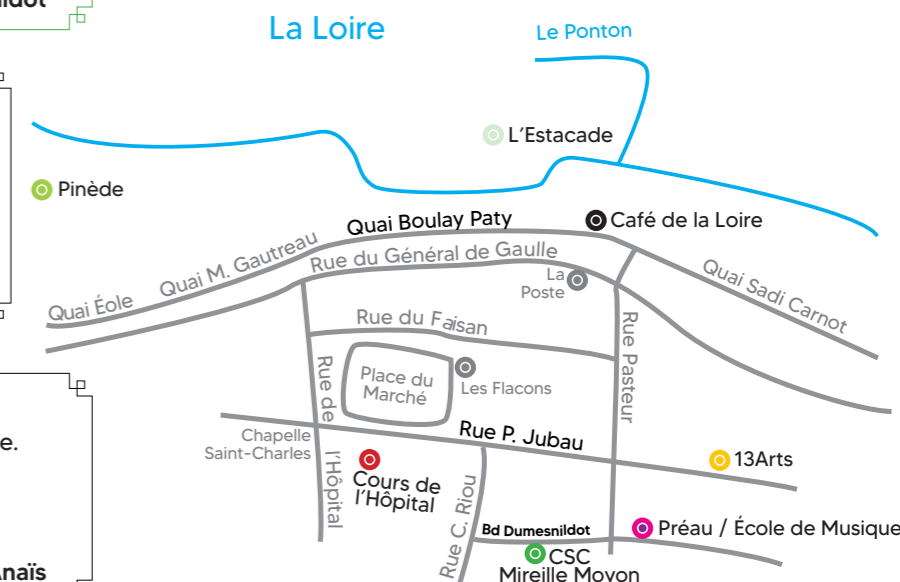 La Loire
Le Ponton
L'Estacade
Pinède
Quai Boulay Paty
Café de la Loire
Quai Éole
Quai M. Gautreau
Rue du Général de Gaulle
La
Poste
Quai Sadi Carnot
Rue du Faisan
Rue Pasteur
Rue de
l'Hôpital
Place du
Marché
Les Flacons
e.
Chapelle
Saint-Charles
Rue P. Jubau
13Arts
Cours de
l'Hôpital
Rue C. Riou
Bd Dumesnildot
Préau / École de Musique
CSC
Mireille Moyon